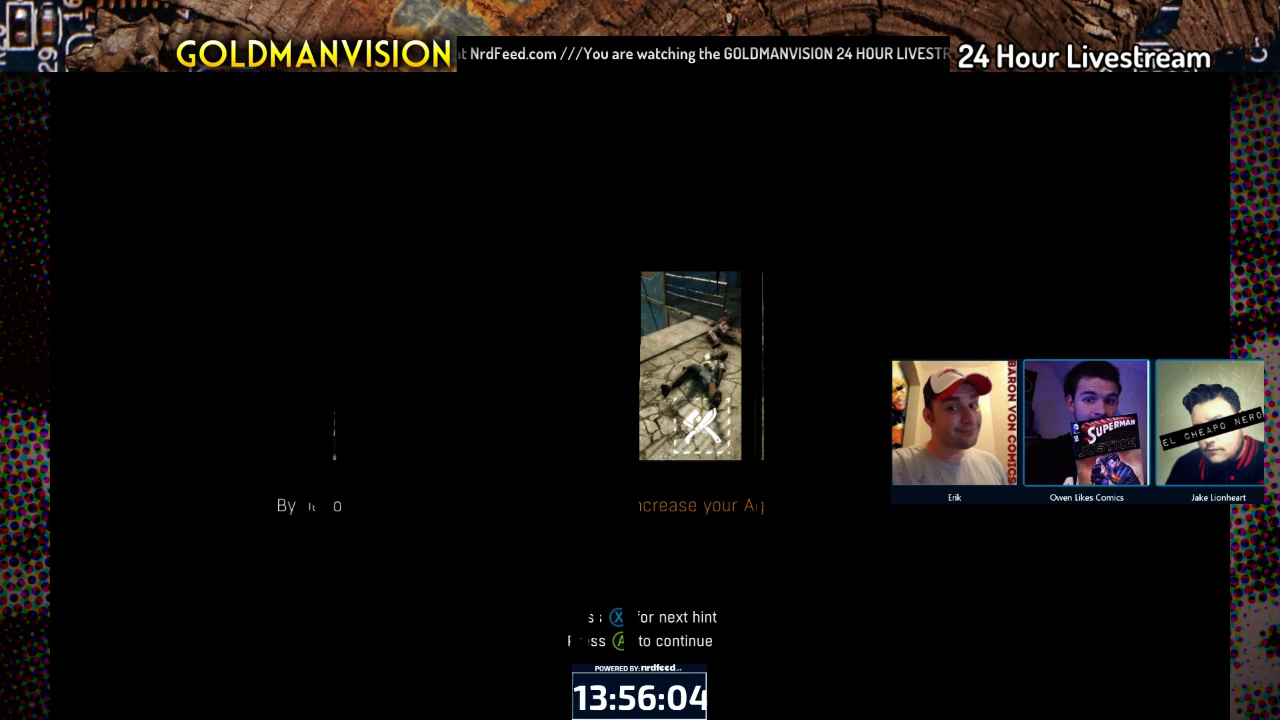 GOLDMANVISION
NrdFeed.com ///You are watching the GOLDMANVISION 24 HOUR LIVESTR
24 Hour Livestream
BARON VON COMICS
SUPERMAN
JUSTICE
EL CHEAPO NERD
Erik
Owen Likes Comics
Jake Lionheart
By
ncrease your Ag
X for next hint
A to continue
POWERED BY: nrdfeed
13:56:04